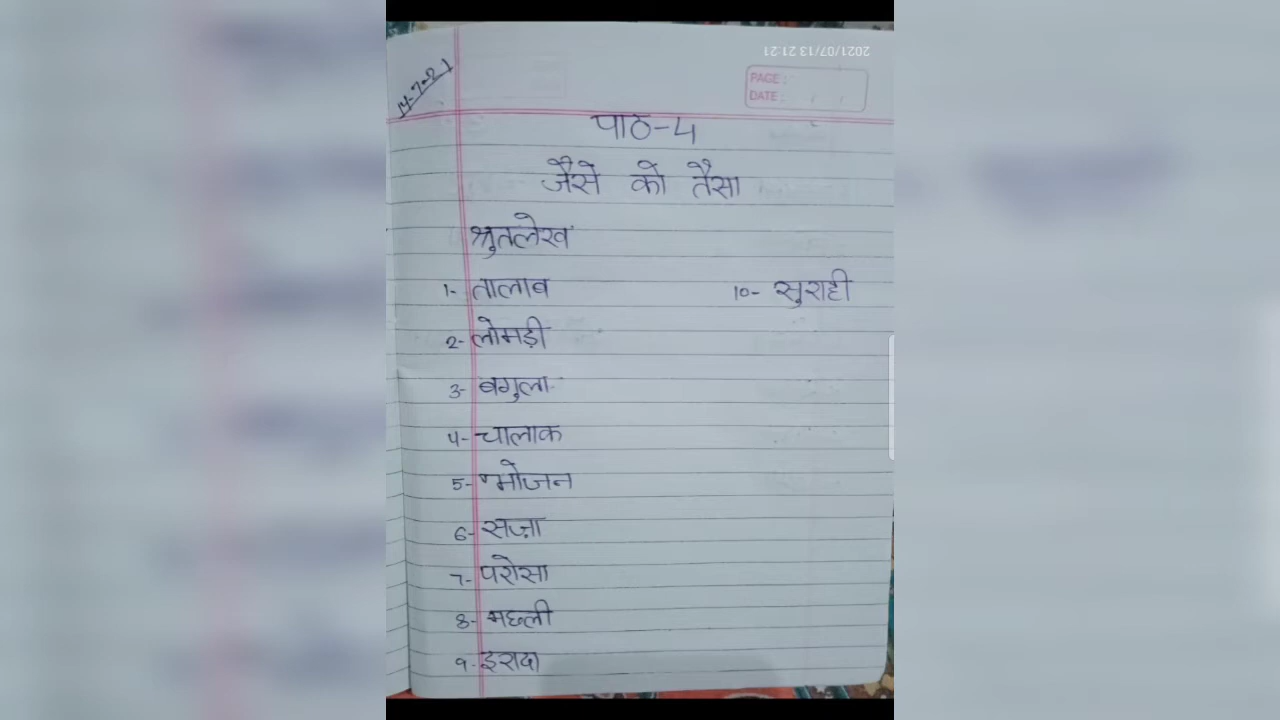 2021/07/13 21:21
14-7-21
PAGE :
DATE :
पाठ-4
जैसे को तैसा
श्रुतलेख
1- तालाब
10- सुराही
2- लोमड़ी
3- बगुला
4- चालाक
5- भोजन
6- सज़ा
7- परोसा
8- मछली
9- इरादा